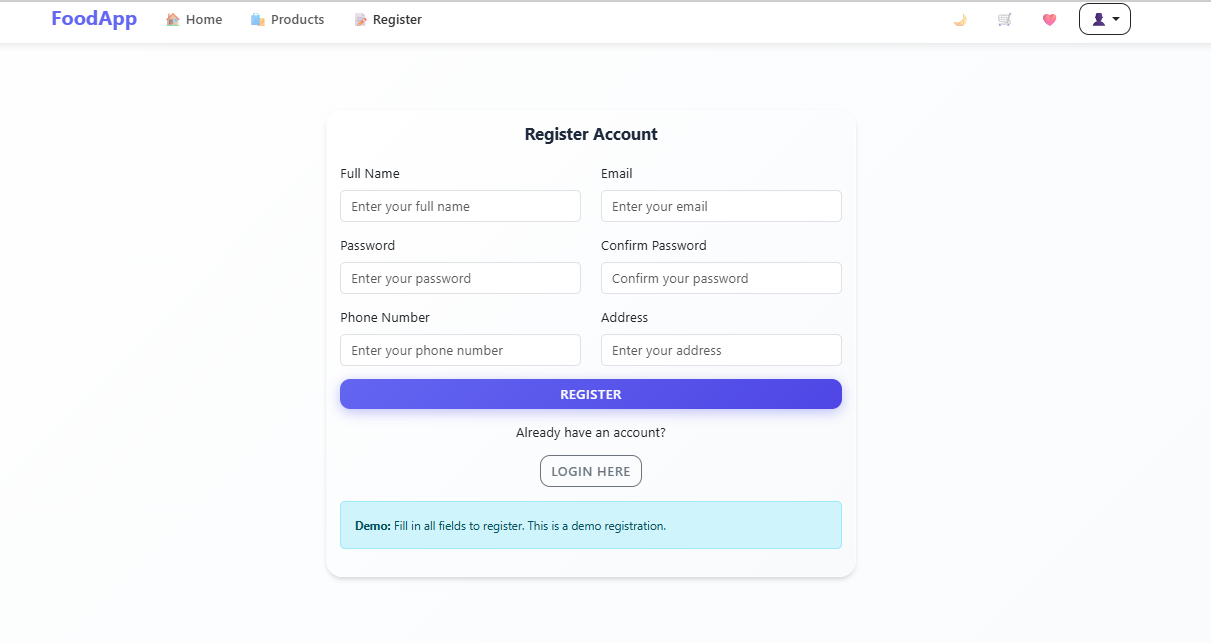 FoodApp Home Products Register
Register Account
Full Name Email
Enter your full name Enter your email
Password Confirm Password
Enter your password Confirm your password
Phone Number Address
Enter your phone number Enter your address
REGISTER
Already have an account?
LOGIN HERE
Demo: Fill in all fields to register. This is a demo registration.